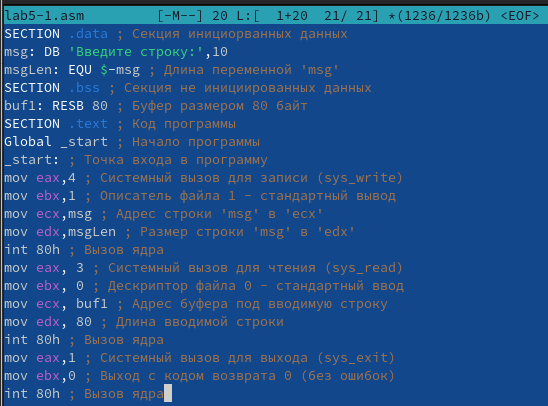 lab5-1.asm [-M--] 20 L:[ 1+20 21/ 21] *(1236/1236b) <EOF>
SECTION .data ; Секция инициорванных данных
msg: DB 'Введите строку:',10
msgLen: EQU $-msg ; Длина переменной 'msg'
SECTION .bss ; Секция не инициированных данных
buf1: RESB 80 ; Буфер размером 80 байт
SECTION .text ; Код программы
Global _start ; Начало программы
_start: ; Точка входа в программу
mov eax,4 ; Системный вызов для записи (sys_write)
mov ebx,1 ; Описатель файла 1 - стандартный вывод
mov ecx,msg ; Адрес строки 'msg' в 'ecx'
mov edx,msgLen ; Размер строки 'msg' в 'edx'
int 80h ; Вызов ядра
mov eax, 3 ; Системный вызов для чтения (sys_read)
mov ebx, 0 ; Дескриптор файла 0 - стандартный ввод
mov ecx, buf1 ; Адрес буфера под вводимую строку
mov edx, 80 ; Длина вводимой строки
int 80h ; Вызов ядра
mov eax,1 ; Системный вызов для выхода (sys_exit)
mov ebx,0 ; Выход с кодом возврата 0 (без ошибок)
int 80h ; Вызов ядра